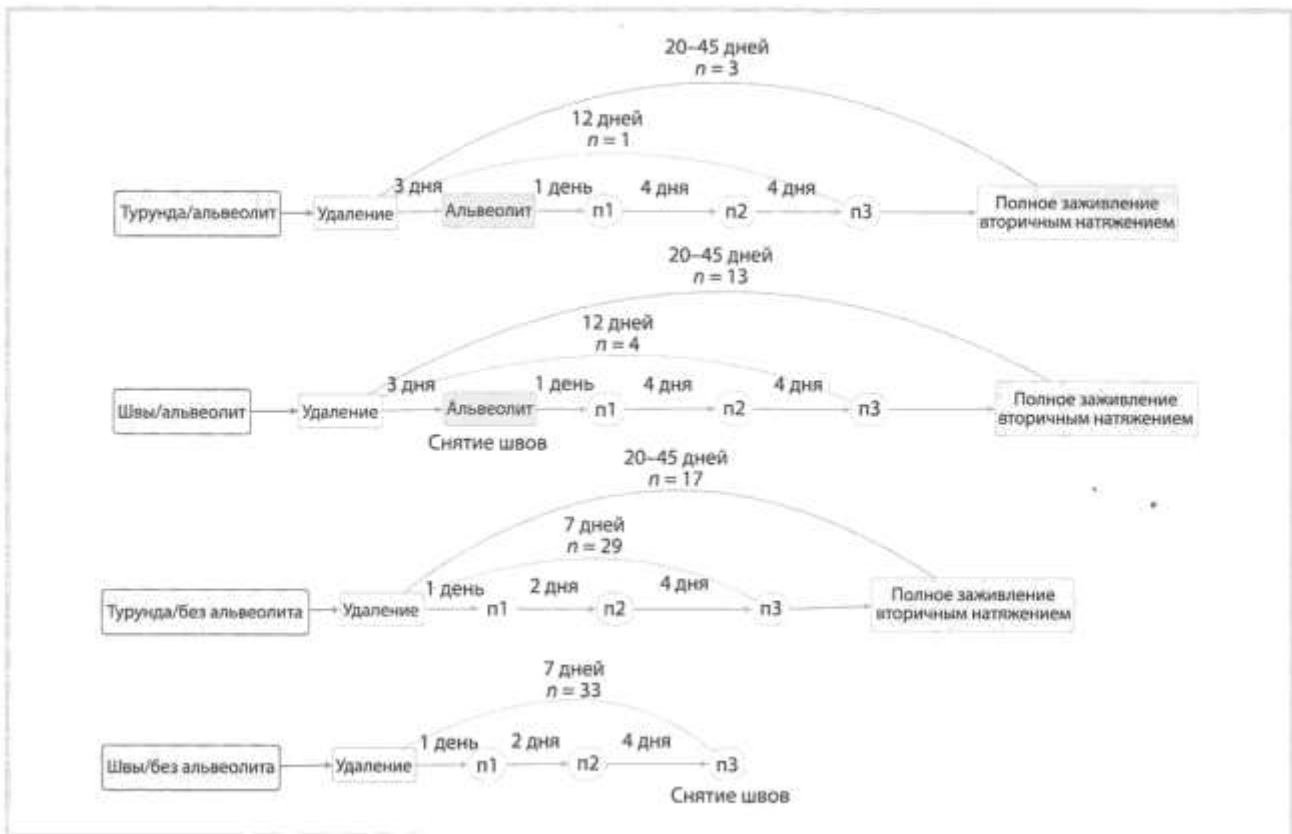 20–45 дней
n = 3
12 дней
n = 1
3 дня
1 день
4 дня
4 дня
Турунда/альвеолит
Удаление
Альвеолит
п1
п2
п3
Полное заживление
вторичным натяжением
20–45 дней
n = 13
12 дней
n = 4
3 дня
1 день
4 дня
4 дня
Швы/альвеолит
Удаление
Альвеолит
п1
п2
п3
Полное заживление
вторичным натяжением
Снятие швов
20–45 дней
n = 17
7 дней
n = 29
1 день
2 дня
4 дня
Турунда/без альвеолита
Удаление
п1
п2
п3
Полное заживление
вторичным натяжением
7 дней
n = 33
1 день
2 дня
4 дня
Швы/без альвеолита
Удаление
п1
п2
п3
Снятие швов